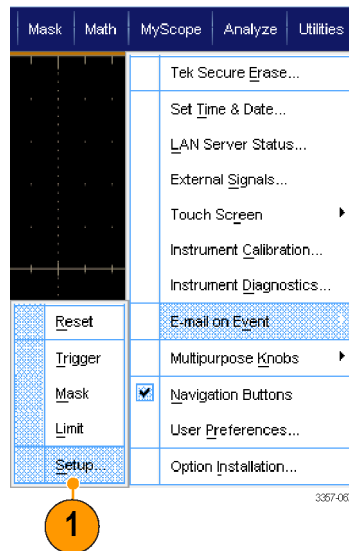 Mask Math MyScope Analyze Utilities
Tek Secure Erase...
Set Time & Date...
LAN Server Status...
External Signals...
Touch Screen
Instrument Calibration...
Instrument Diagnostics...
E-mail on Event
Multipurpose Knobs
Navigation Buttons
User Preferences...
Option Installation...
Reset
Trigger
Mask
Limit
Setup...
1